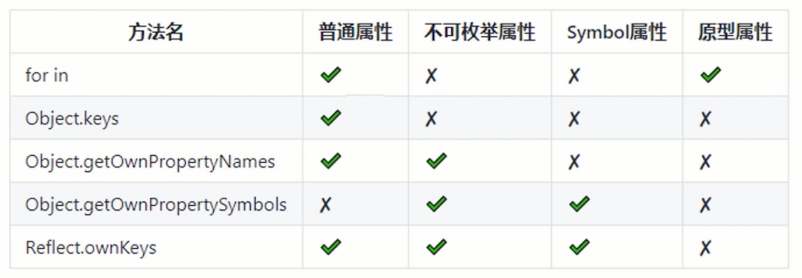 方法名 普通属性 不可枚举属性 Symbol属性 原型属性
for in ✔ ✗ ✗ ✔
Object.keys ✔ ✗ ✗ ✗
Object.getOwnPropertyNames ✔ ✔ ✗ ✗
Object.getOwnPropertySymbols ✗ ✔ ✔ ✗
Reflect.ownKeys ✔ ✔ ✔ ✗